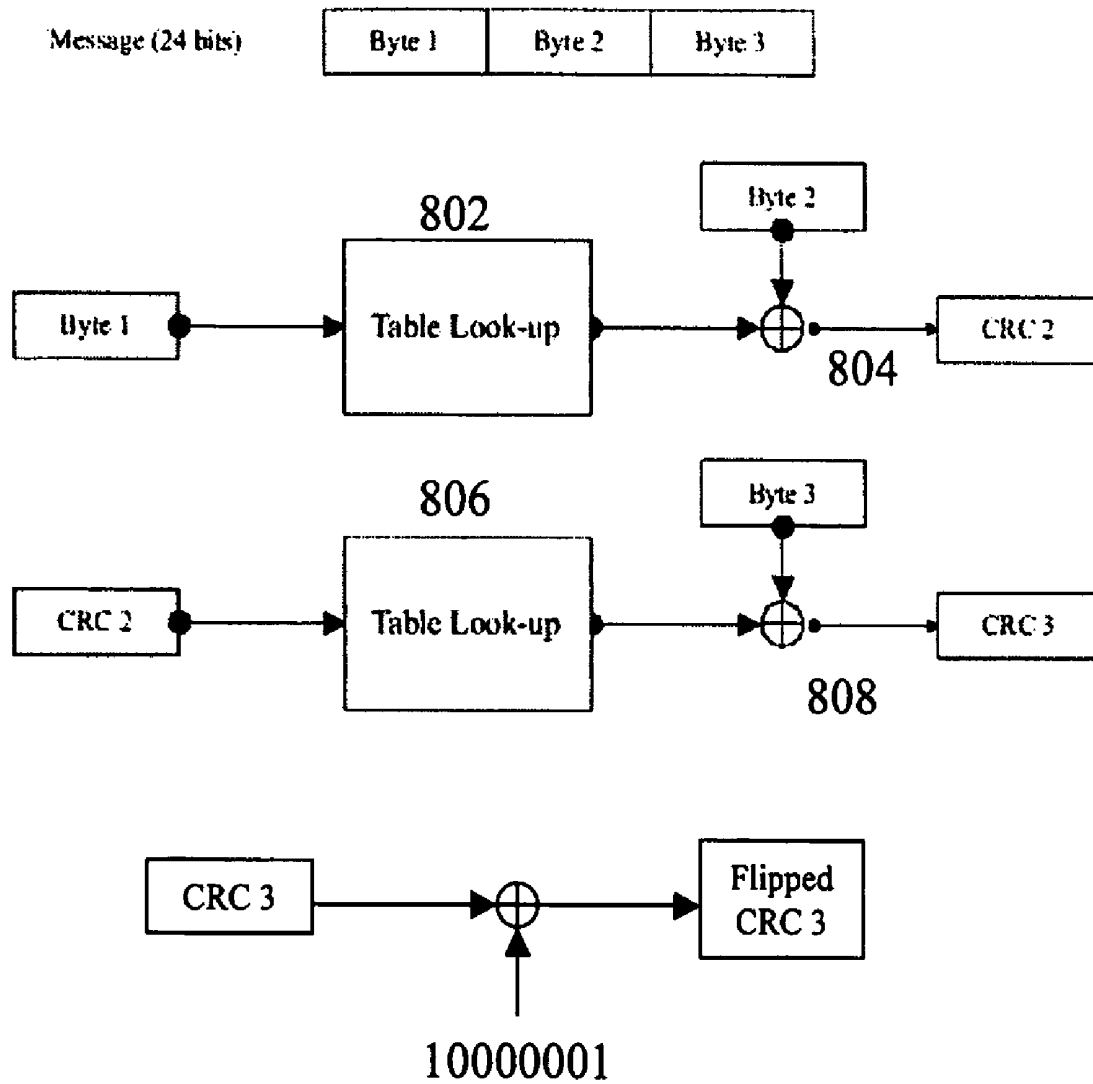 Message (24 bits)
Byte 1
Byte 2
Byte 3
Byte 2
802
Byte 1
Table Look-up
CRC 2
804
Byte 3
806
CRC 2
Table Look-up
CRC 3
808
CRC 3
Flipped
CRC 3
10000001